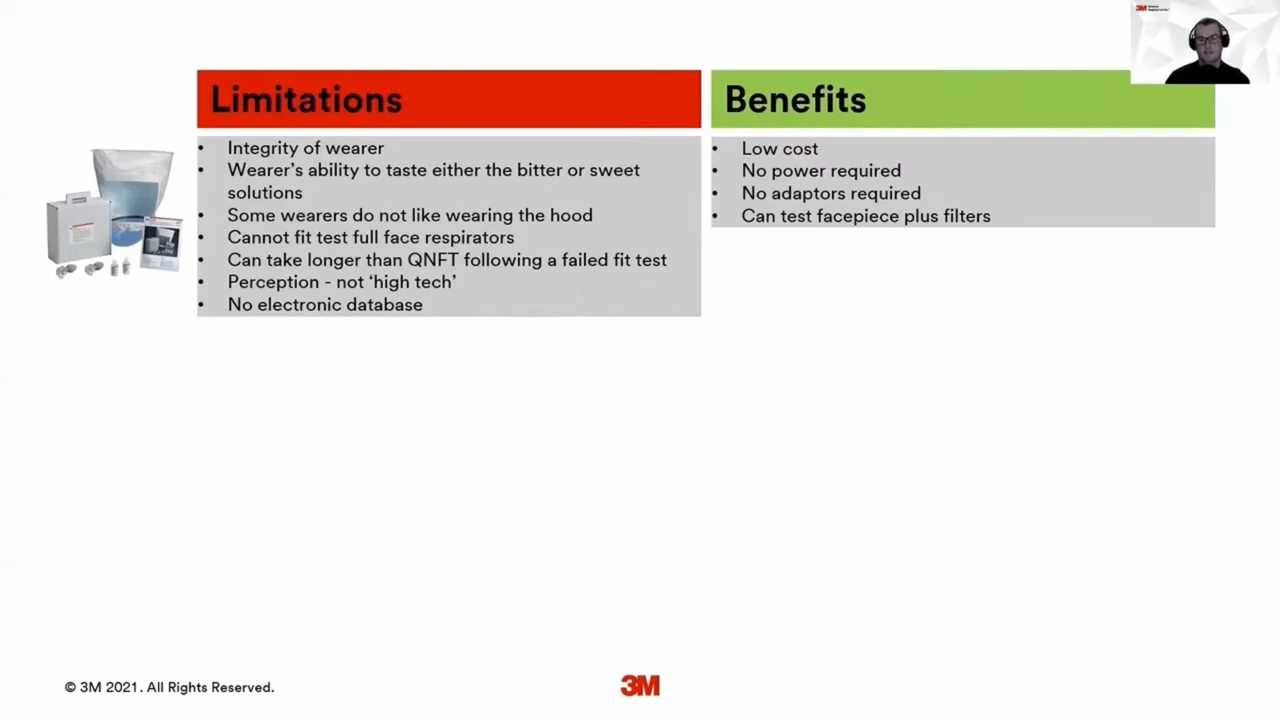 3M
Limitations
Benefits
• Integrity of wearer
• Wearer's ability to taste either the bitter or sweet
solutions
• Some wearers do not like wearing the hood
• Cannot fit test full face respirators
• Can take longer than QNFT following a failed fit test
• Perception - not ‘high tech’
• No electronic database
• Low cost
• No power required
• No adaptors required
• Can test facepiece plus filters
© 3M 2021. All Rights Reserved.
3M